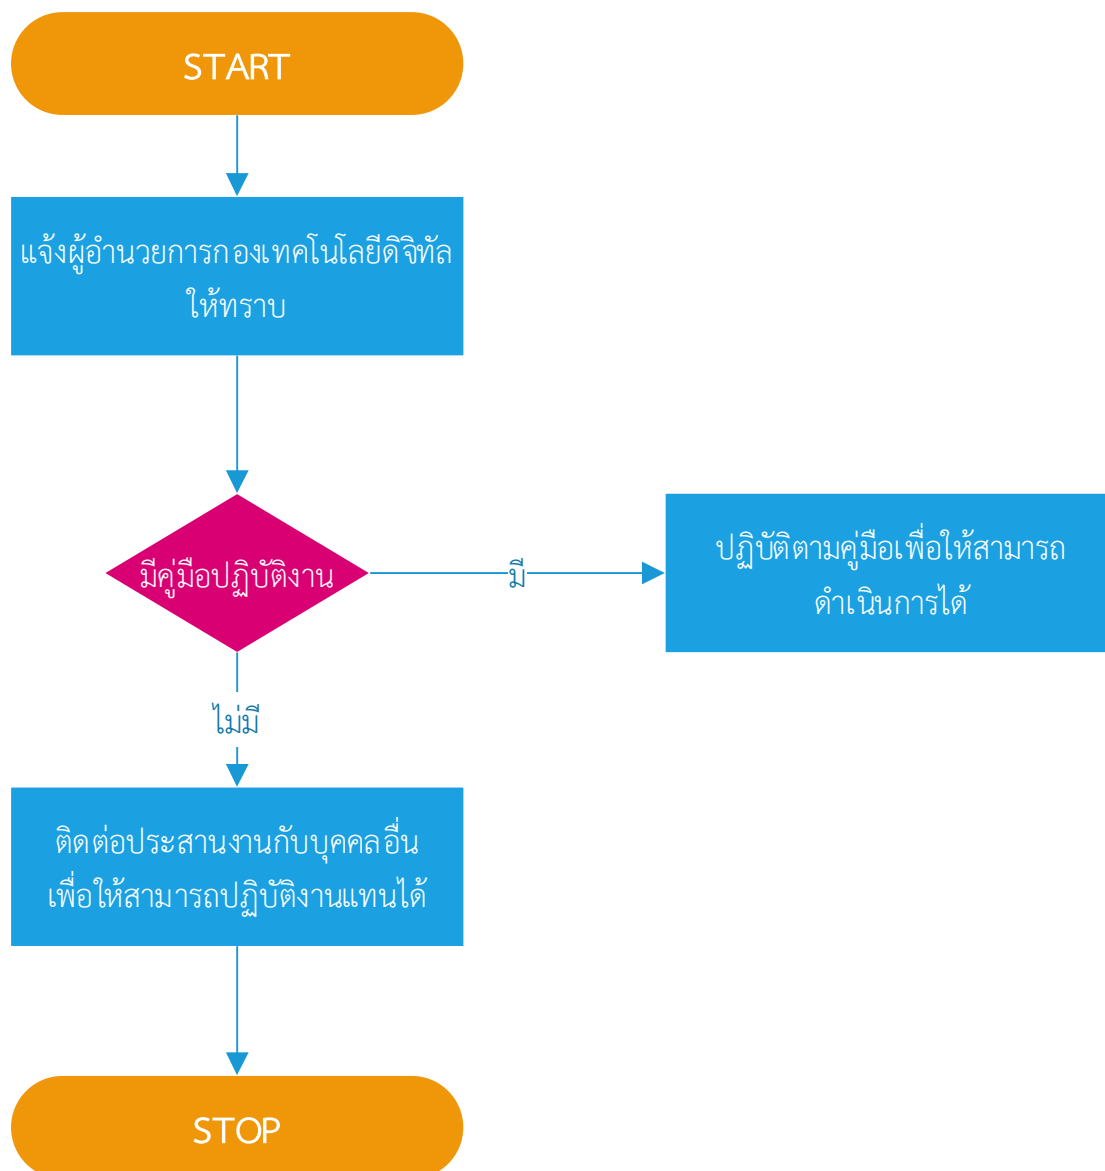 START
แจ้งผู้อำนวยการกองเทคโนโลยีดิจิทัล
ให้ทราบ
มีคู่มือปฏิบัติงาน
มี
ปฏิบัติตามคู่มือเพื่อให้สามารถ
ดำเนินการได้
ไม่มี
ติดต่อประสานงานกับบุคคลอื่น
เพื่อให้สามารถปฏิบัติงานแทนได้
STOP